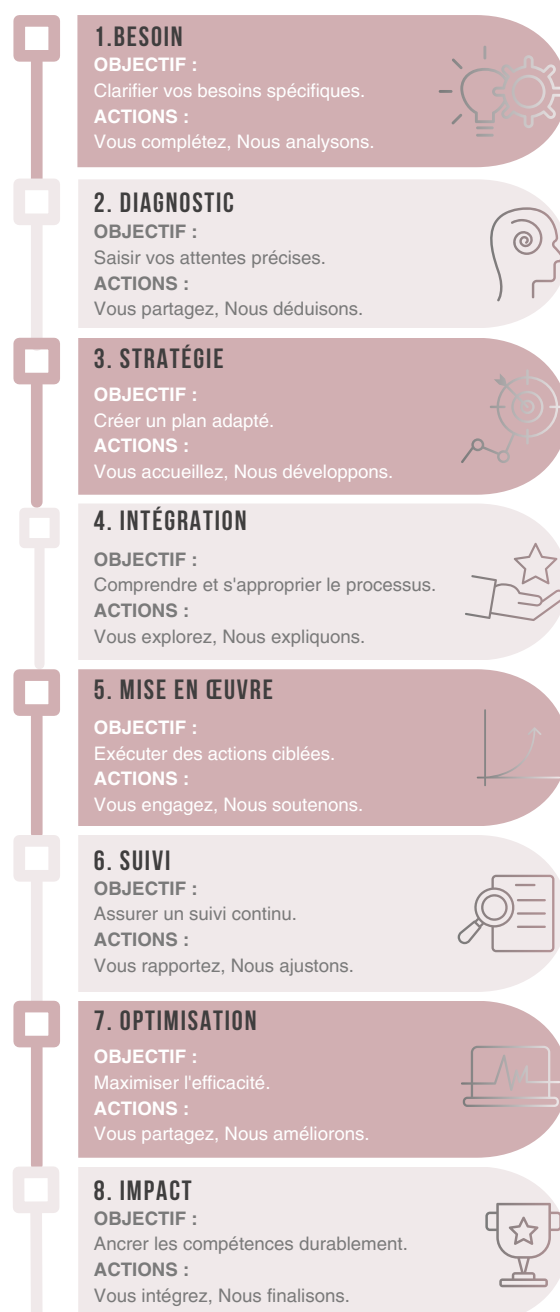 1.BESOIN
OBJECTIF :
Clarifier vos besoins spécifiques.
ACTIONS :
Vous complétez, Nous analysons.
2. DIAGNOSTIC
OBJECTIF :
Saisir vos attentes précises.
ACTIONS :
Vous partagez, Nous déduisons.
3. STRATÉGIE
OBJECTIF :
Créer un plan adapté.
ACTIONS :
Vous accueillez, Nous développons.
4. INTÉGRATION
OBJECTIF :
Comprendre et s'approprier le processus.
ACTIONS :
Vous explorez, Nous expliquons.
5. MISE EN ŒUVRE
OBJECTIF :
Exécuter des actions ciblées.
ACTIONS :
Vous engagez, Nous soutenons.
6. SUIVI
OBJECTIF :
Assurer un suivi continu.
ACTIONS :
Vous rapportez, Nous ajustons.
7. OPTIMISATION
OBJECTIF :
Maximiser l'efficacité.
ACTIONS :
Vous partagez, Nous améliorons.
8. IMPACT
OBJECTIF :
Ancrer les compétences durablement.
ACTIONS :
Vous intégrez, Nous finalisons.